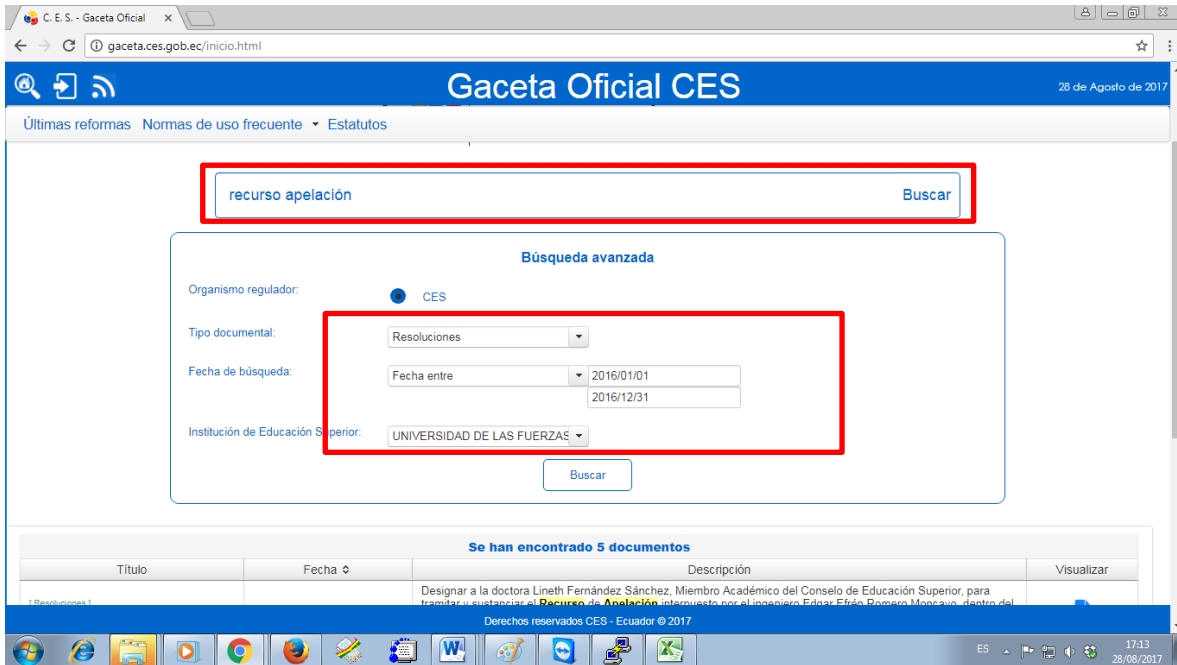 C. E. S. - Gaceta Oficial
gaceta.ces.gob.ec/inicio.html
Gaceta Oficial CES
28 de Agosto de 2017
Últimas reformas Normas de uso frecuente Estatutos
recurso apelación Buscar
Búsqueda avanzada
Organismo regulador: CES
Tipo documental: Resoluciones
Fecha de búsqueda: Fecha entre 2016/01/01
2016/12/31
Institución de Educación Superior: UNIVERSIDAD DE LAS FUERZAS
Buscar
Se han encontrado 5 documentos
Título Fecha Descripción Visualizar
Designar a la doctora Lineth Fernández Sánchez, Miembro Académico del Conselo de Educación Superior, para
[ Resoluciones ] tramitar y sustanciar el Recurso de Apelación interpuesto por el ingeniero Edgar Efrén Romero Moncayo, dentro del
Derechos reservados CES - Ecuador © 2017
ES 17:13
28/08/2017